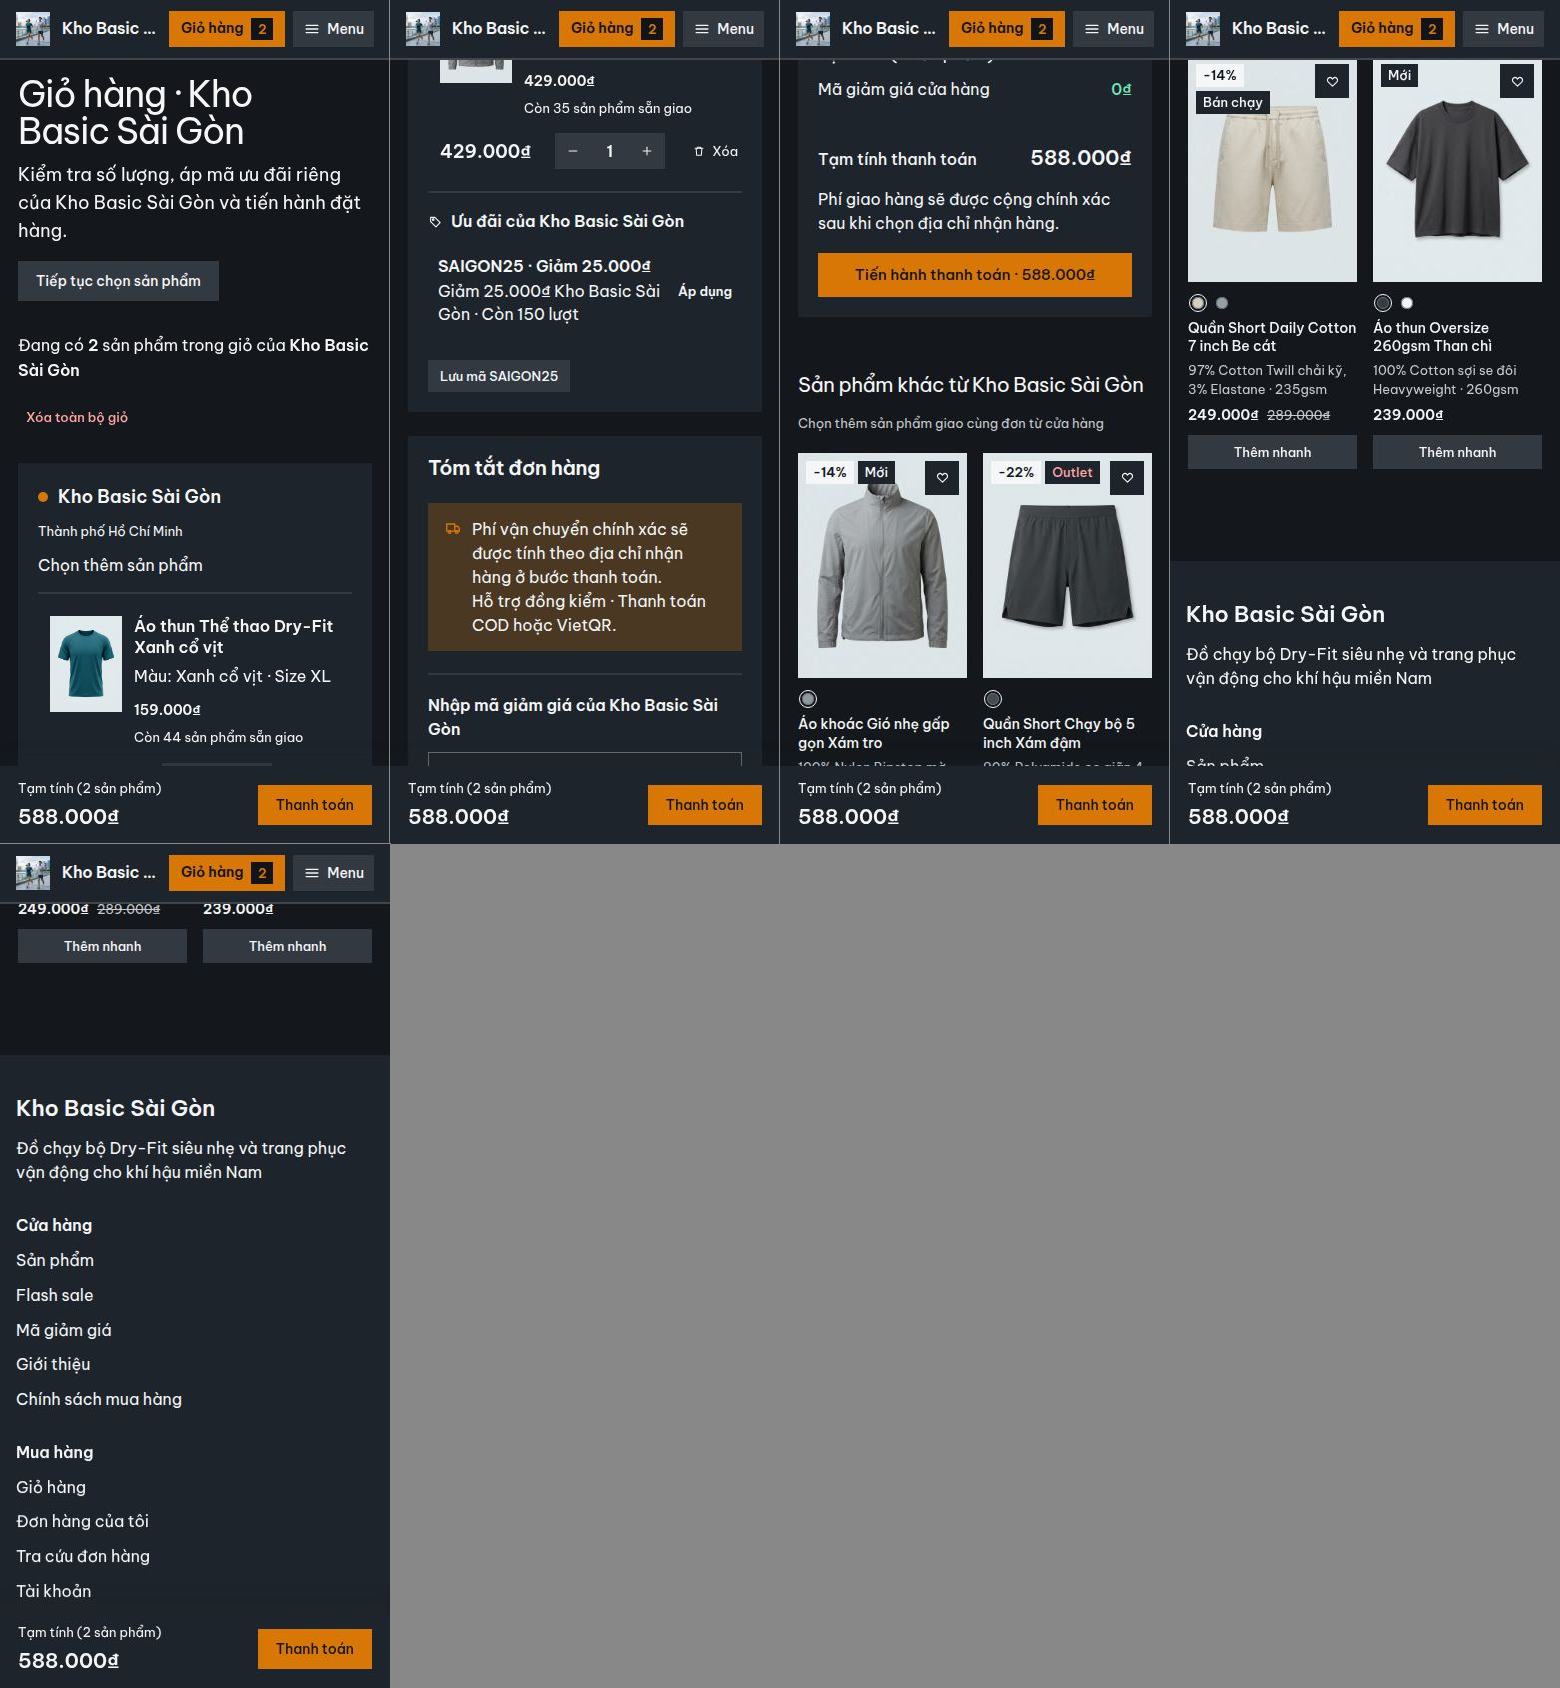 Kho Basic ...
Giỏ hàng 2
Menu
Giỏ hàng · Kho
Basic Sài Gòn
Kiểm tra số lượng, áp mã ưu đãi riêng
của Kho Basic Sài Gòn và tiến hành đặt
hàng.
Tiếp tục chọn sản phẩm
Đang có 2 sản phẩm trong giỏ của Kho Basic
Sài Gòn
Xóa toàn bộ giỏ
Kho Basic Sài Gòn
Thành phố Hồ Chí Minh
Chọn thêm sản phẩm
Áo thun Thể thao Dry-Fit
Xanh cổ vịt
Màu: Xanh cổ vịt · Size XL
159.000₫
Còn 44 sản phẩm sẵn giao
Tạm tính (2 sản phẩm)
588.000₫
Thanh toán
Kho Basic ...
Giỏ hàng 2
Menu
429.000₫
Còn 35 sản phẩm sẵn giao
429.000₫
− 1 +
Xóa
Ưu đãi của Kho Basic Sài Gòn
SAIGON25 · Giảm 25.000₫
Giảm 25.000₫ Kho Basic Sài
Gòn · Còn 150 lượt
Áp dụng
Lưu mã SAIGON25
Tóm tắt đơn hàng
Phí vận chuyển chính xác sẽ
được tính theo địa chỉ nhận
hàng ở bước thanh toán.
Hỗ trợ đồng kiểm · Thanh toán
COD hoặc VietQR.
Nhập mã giảm giá của Kho Basic Sài
Gòn
Tạm tính (2 sản phẩm)
588.000₫
Thanh toán
Kho Basic ...
Giỏ hàng 2
Menu
Mã giảm giá cửa hàng
0₫
Tạm tính thanh toán
588.000₫
Phí giao hàng sẽ được cộng chính xác
sau khi chọn địa chỉ nhận hàng.
Tiến hành thanh toán · 588.000₫
Sản phẩm khác từ Kho Basic Sài Gòn
Chọn thêm sản phẩm giao cùng đơn từ cửa hàng
-14% Mới
-22% Outlet
Áo khoác Gió nhẹ gấp
gọn Xám tro
Quần Short Chạy bộ 5
inch Xám đậm
Tạm tính (2 sản phẩm)
588.000₫
Thanh toán
Kho Basic ...
Giỏ hàng 2
Menu
-14%
Bán chạy
Mới
Quần Short Daily Cotton
7 inch Be cát
97% Cotton Twill chải kỹ,
3% Elastane · 235gsm
249.000₫ 289.000₫
Thêm nhanh
Áo thun Oversize
260gsm Than chì
100% Cotton sợi se đôi
Heavyweight · 260gsm
239.000₫
Thêm nhanh
Kho Basic Sài Gòn
Đồ chạy bộ Dry-Fit siêu nhẹ và trang phục
vận động cho khí hậu miền Nam
Cửa hàng
Sản phẩm
Tạm tính (2 sản phẩm)
588.000₫
Thanh toán
Kho Basic ...
Giỏ hàng 2
Menu
249.000₫ 289.000₫
239.000₫
Thêm nhanh
Thêm nhanh
Kho Basic Sài Gòn
Đồ chạy bộ Dry-Fit siêu nhẹ và trang phục
vận động cho khí hậu miền Nam
Cửa hàng
Sản phẩm
Flash sale
Mã giảm giá
Giới thiệu
Chính sách mua hàng
Mua hàng
Giỏ hàng
Đơn hàng của tôi
Tra cứu đơn hàng
Tài khoản
Tạm tính (2 sản phẩm)
588.000₫
Thanh toán